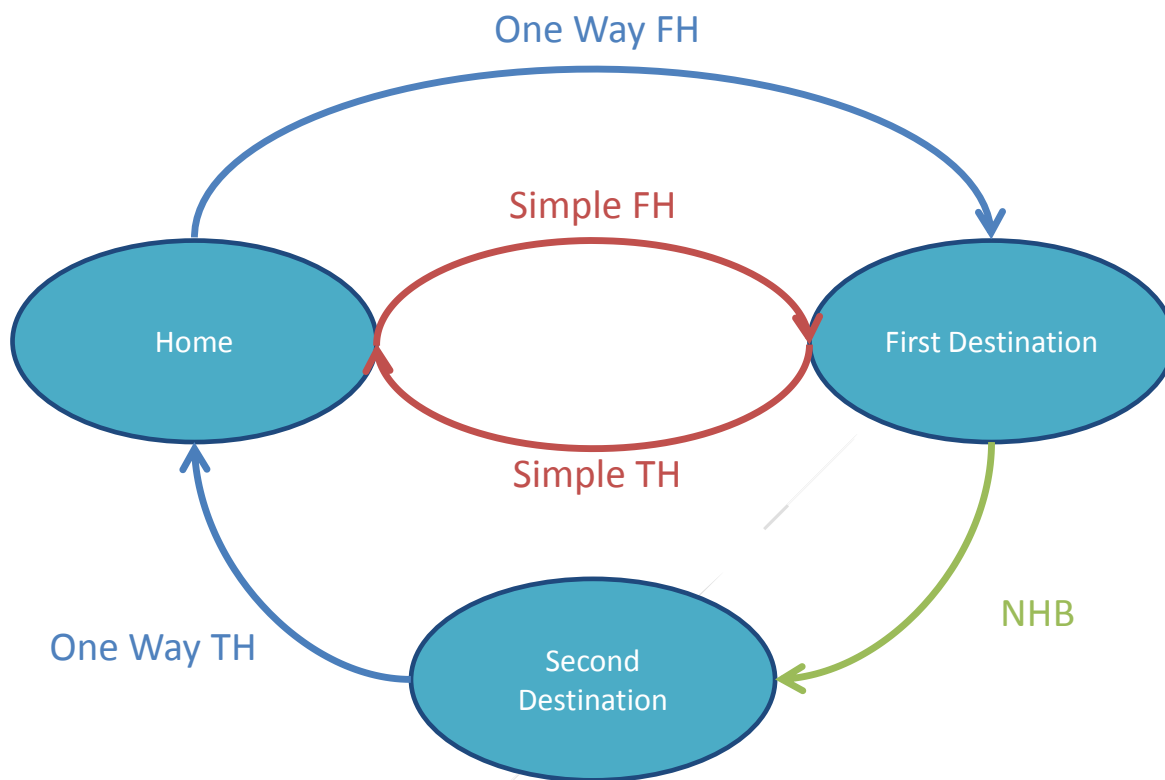 One Way FH
Simple FH
Home
First Destination
Simple TH
NHB
One Way TH
Second
Destination